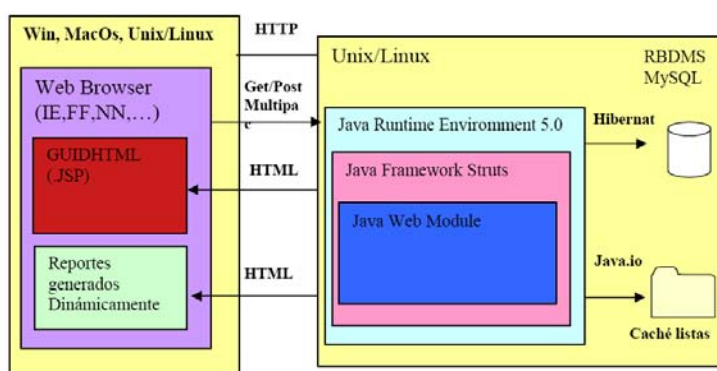 Win, MacOs, Unix/Linux
Web Browser
(IE,FF,NN,…)
GUIDHTML
(.JSP)
Reportes
generados
Dinámicamente
HTTP
Get/Post
Multipa
HTML
HTML
Unix/Linux
RBDMS
MySQL
Java Runtime Enviromment 5.0
Java Framework Struts
Java Web Module
Hibernat
Java.io
Caché listas